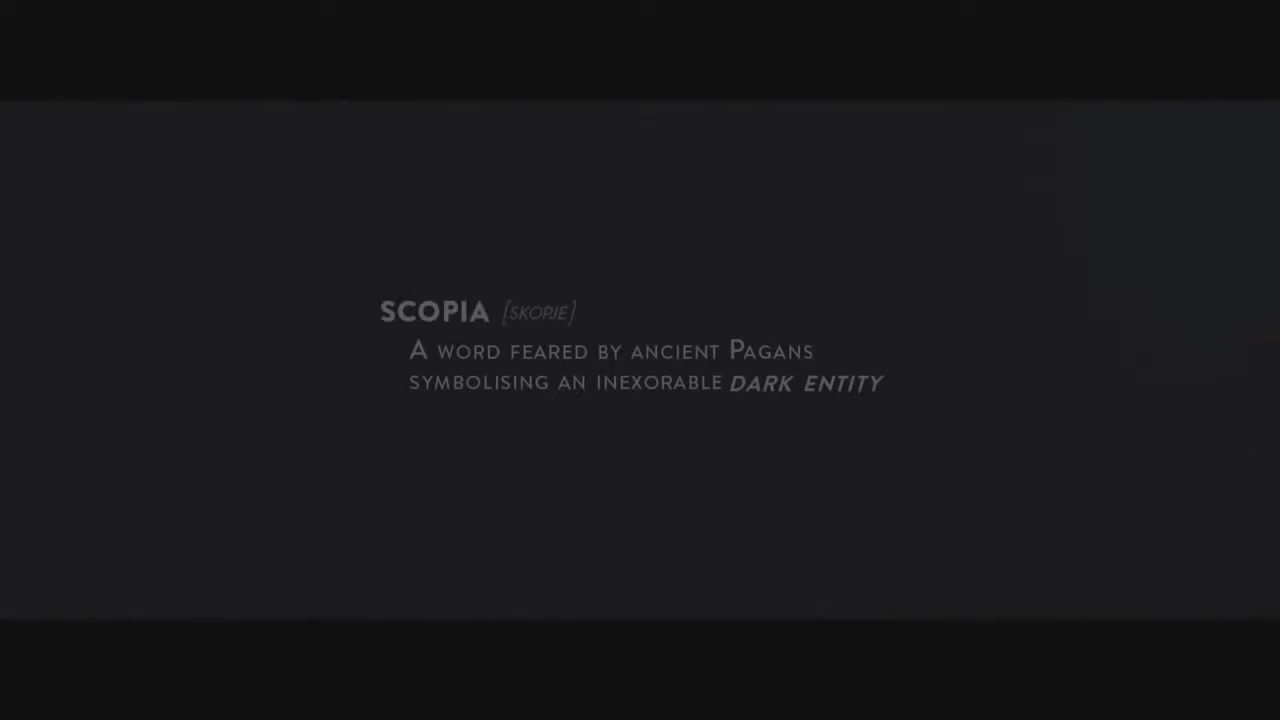 SCOPIA [SKOPJE]
A WORD FEARED BY ANCIENT PAGANS
SYMBOLISING AN INEXORABLE DARK ENTITY